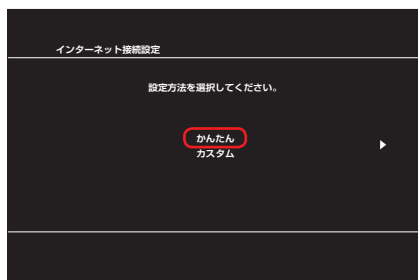 インターネット接続設定
設定方法を選択してください。
かんたん
カスタム